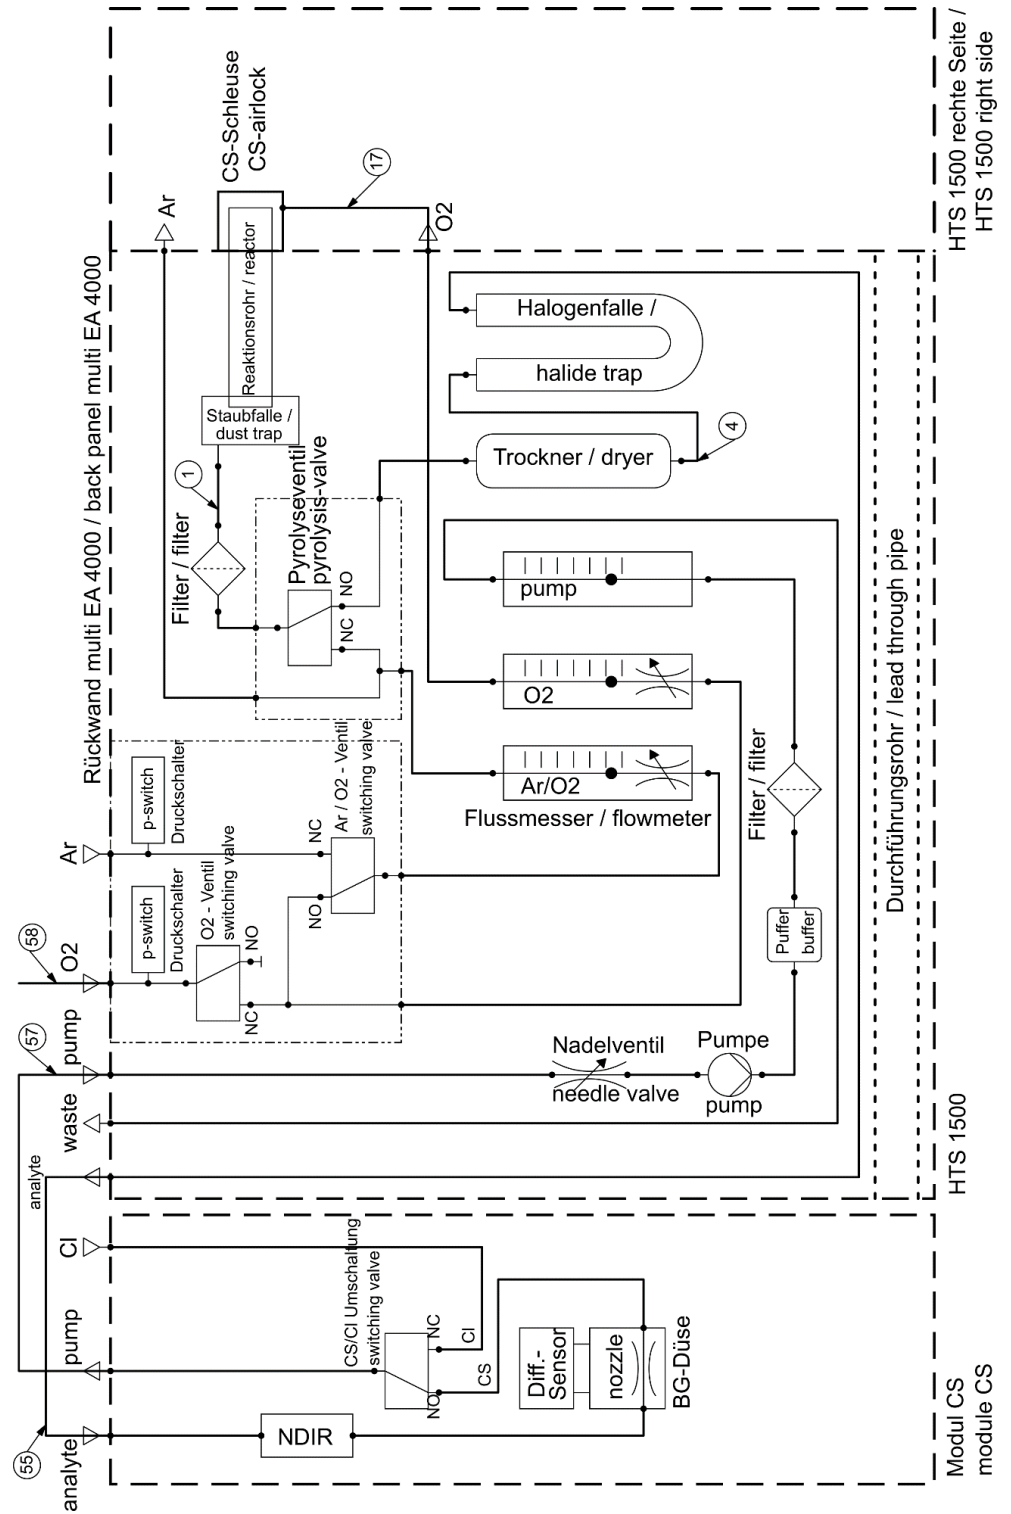 HTS 1500 rechte Seite /
HTS 1500 right side
CS-Schleuse
CS-airlock
17
Ar
O2
Rückwand multi EA 4000 / back panel multi EA 4000
Reaktionsrohr / reactor
Staubfalle /
dust trap
1
Filter / filter
Pyrolyseventil
pyrolysis-valve
NO
NC
Halogenfalle /
halide trap
Trockner / dryer
4
pump
O2
Ar/O2
Flussmesser / flowmeter
Filter / filter
Durchführungsrohr / lead through pipe
Ar
p-switch
Druckschalter
Ar / O2 - Ventil
switching valve
NC
NO
58
O2
p-switch
Druckschalter
O2 - Ventil
switching valve
NO
NC
Puffer
buffer
57
pump
Nadelventil
needle valve
Pumpe
pump
waste
analyte
HTS 1500
Cl
CS/Cl Umschaltung
switching valve
NC
Cl
NO
CS
pump
Diff.-
Sensor
nozzle
BG-Düse
55
analyte
NDIR
Modul CS
module CS